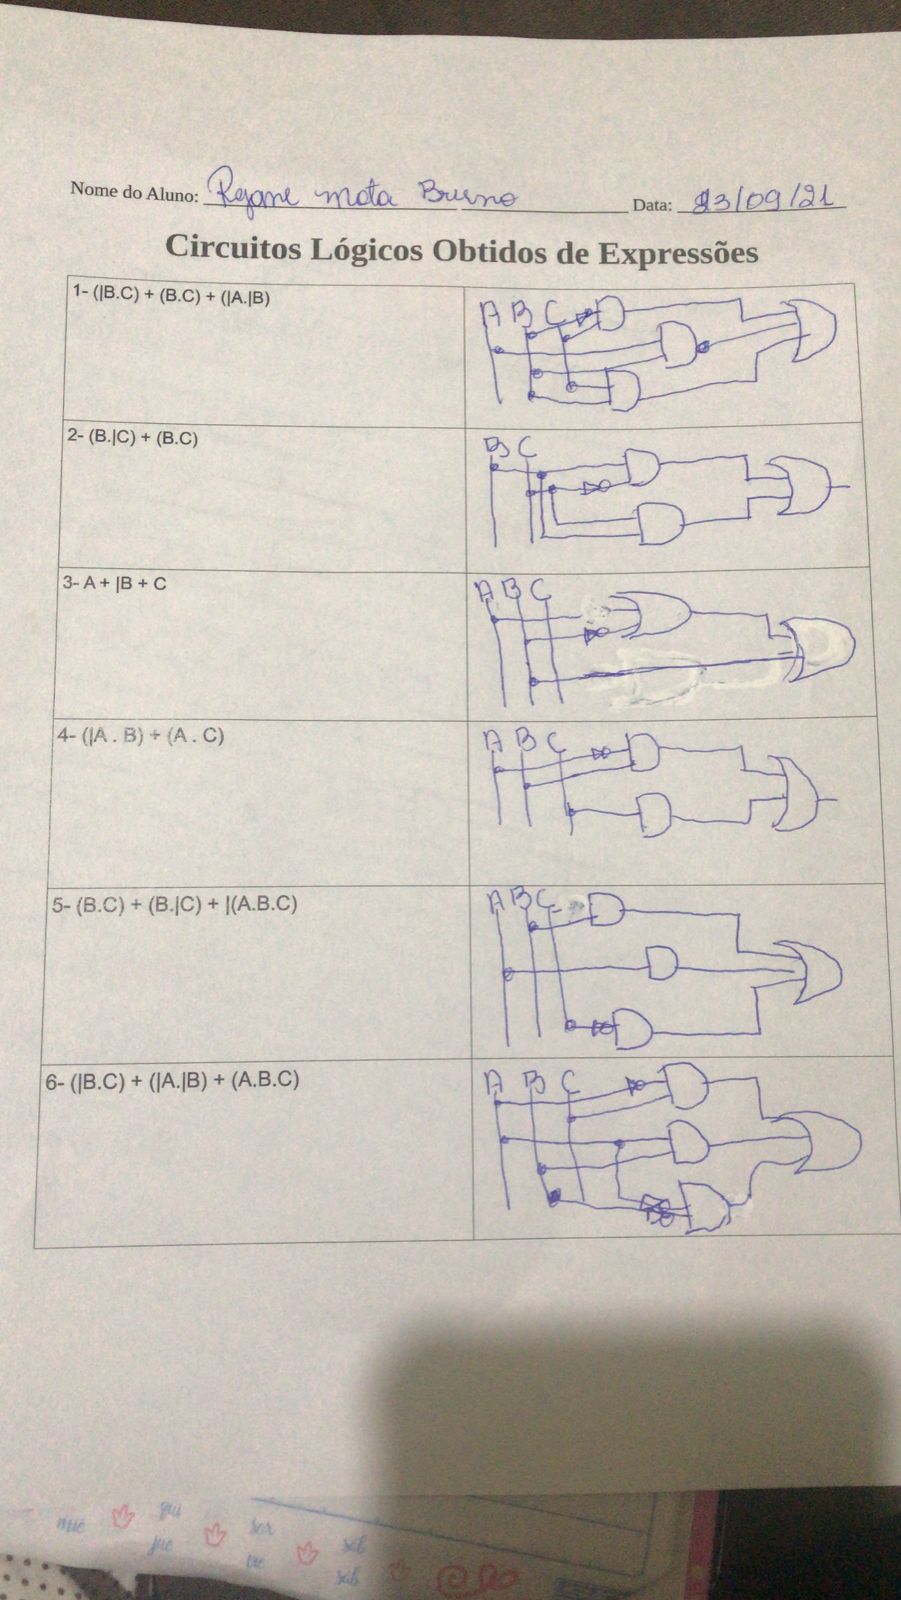 Nome do Aluno: Rejane mota Bueno Data: 23/09/21
Circuitos Lógicos Obtidos de Expressões
1- (|B.C) + (B.C) + (|A.|B)
A B C
2- (B.|C) + (B.C)
B C
3- A + |B + C
A B C
4- (|A . B) + (A . C)
A B C
5- (B.C) + (B.|C) + |(A.B.C)
A B C
6- (|B.C) + (|A.|B) + (A.B.C)
A B C